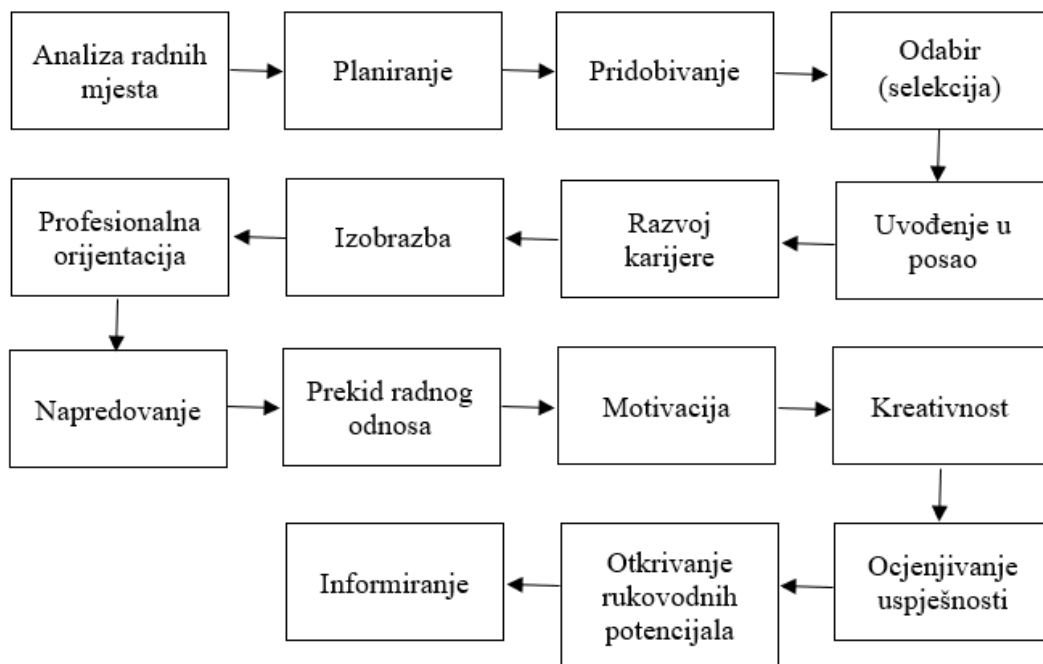 Analiza radnih
mjesta
Planiranje
Pridobivanje
Odabir
(selekcija)
Uvođenje u
posao
Razvoj
karijere
Izobrazba
Profesionalna
orijentacija
Napredovanje
Prekid radnog
odnosa
Motivacija
Kreativnost
Ocjenjivanje
uspješnosti
Otkrivanje
rukovodnih
potencijala
Informiranje